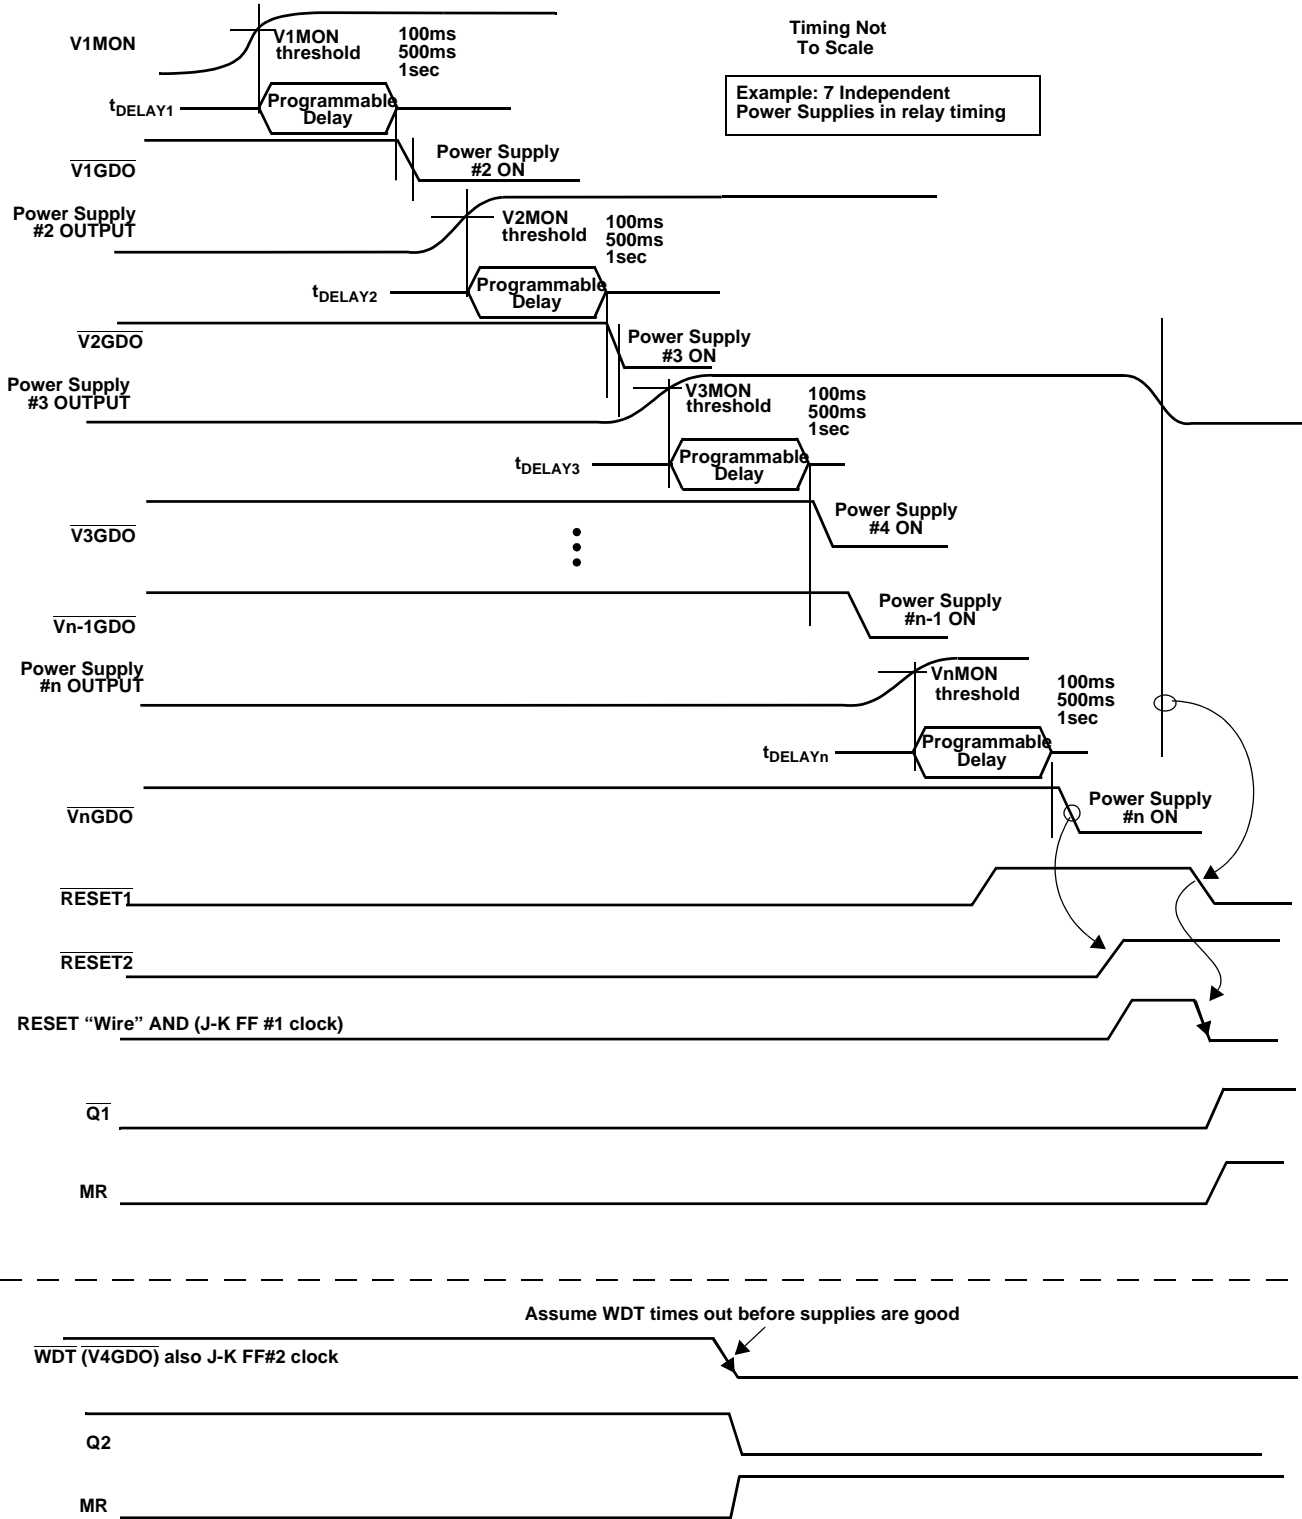 Timing Not
To Scale
Example: 7 Independent
Power Supplies in relay timing
V1MON
V1MON
threshold
100ms
500ms
1sec
tDELAY1
Programmable
Delay
V1GDO
Power Supply
#2 ON
Power Supply
#2 OUTPUT
V2MON
threshold
100ms
500ms
1sec
tDELAY2
Programmable
Delay
V2GDO
Power Supply
#3 ON
Power Supply
#3 OUTPUT
V3MON
threshold
100ms
500ms
1sec
tDELAY3
Programmable
Delay
V3GDO
Power Supply
#4 ON
Vn-1GDO
Power Supply
#n-1 ON
Power Supply
#n OUTPUT
VnMON
threshold
100ms
500ms
1sec
tDELAYn
Programmable
Delay
VnGDO
Power Supply
#n ON
RESET1
RESET2
RESET “Wire” AND (J-K FF #1 clock)
Q1
MR
Assume WDT times out before supplies are good
WDT (V4GDO) also J-K FF#2 clock
Q2
MR